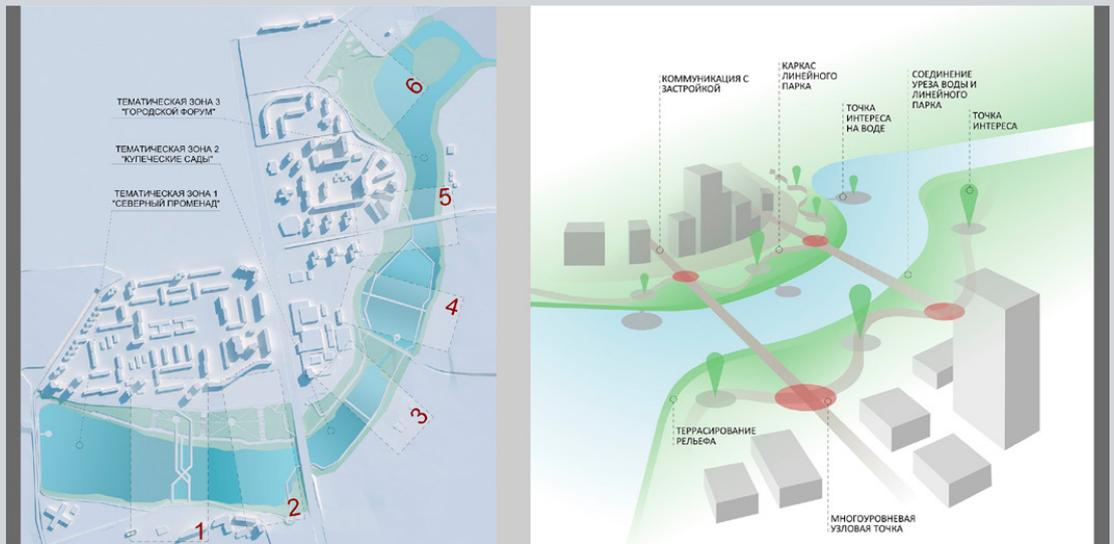 ТЕМАТИЧЕСКАЯ ЗОНА 3
"ГОРОДСКОЙ ФОРУМ"
ТЕМАТИЧЕСКАЯ ЗОНА 2
"КУПЕЧЕСКИЕ САДЫ"
ТЕМАТИЧЕСКАЯ ЗОНА 1
"СЕВЕРНЫЙ ПРОМЕНАД"
6
5
4
3
2
1
КОММУНИКАЦИЯ С
ЗАСТРОЙКОЙ
КАРКАС
ЛИНЕЙНОГО
ПАРКА
ТОЧКА
ИНТЕРЕСА
НА ВОДЕ
СОЕДИНЕНИЕ
УРЕЗА ВОДЫ И
ЛИНЕЙНОГО
ПАРКА
ТОЧКА
ИНТЕРЕСА
ТЕРРАСИРОВАНИЕ
РЕЛЬЕФА
МНОГОУРОВНЕВАЯ
УЗЛОВАЯ ТОЧКА